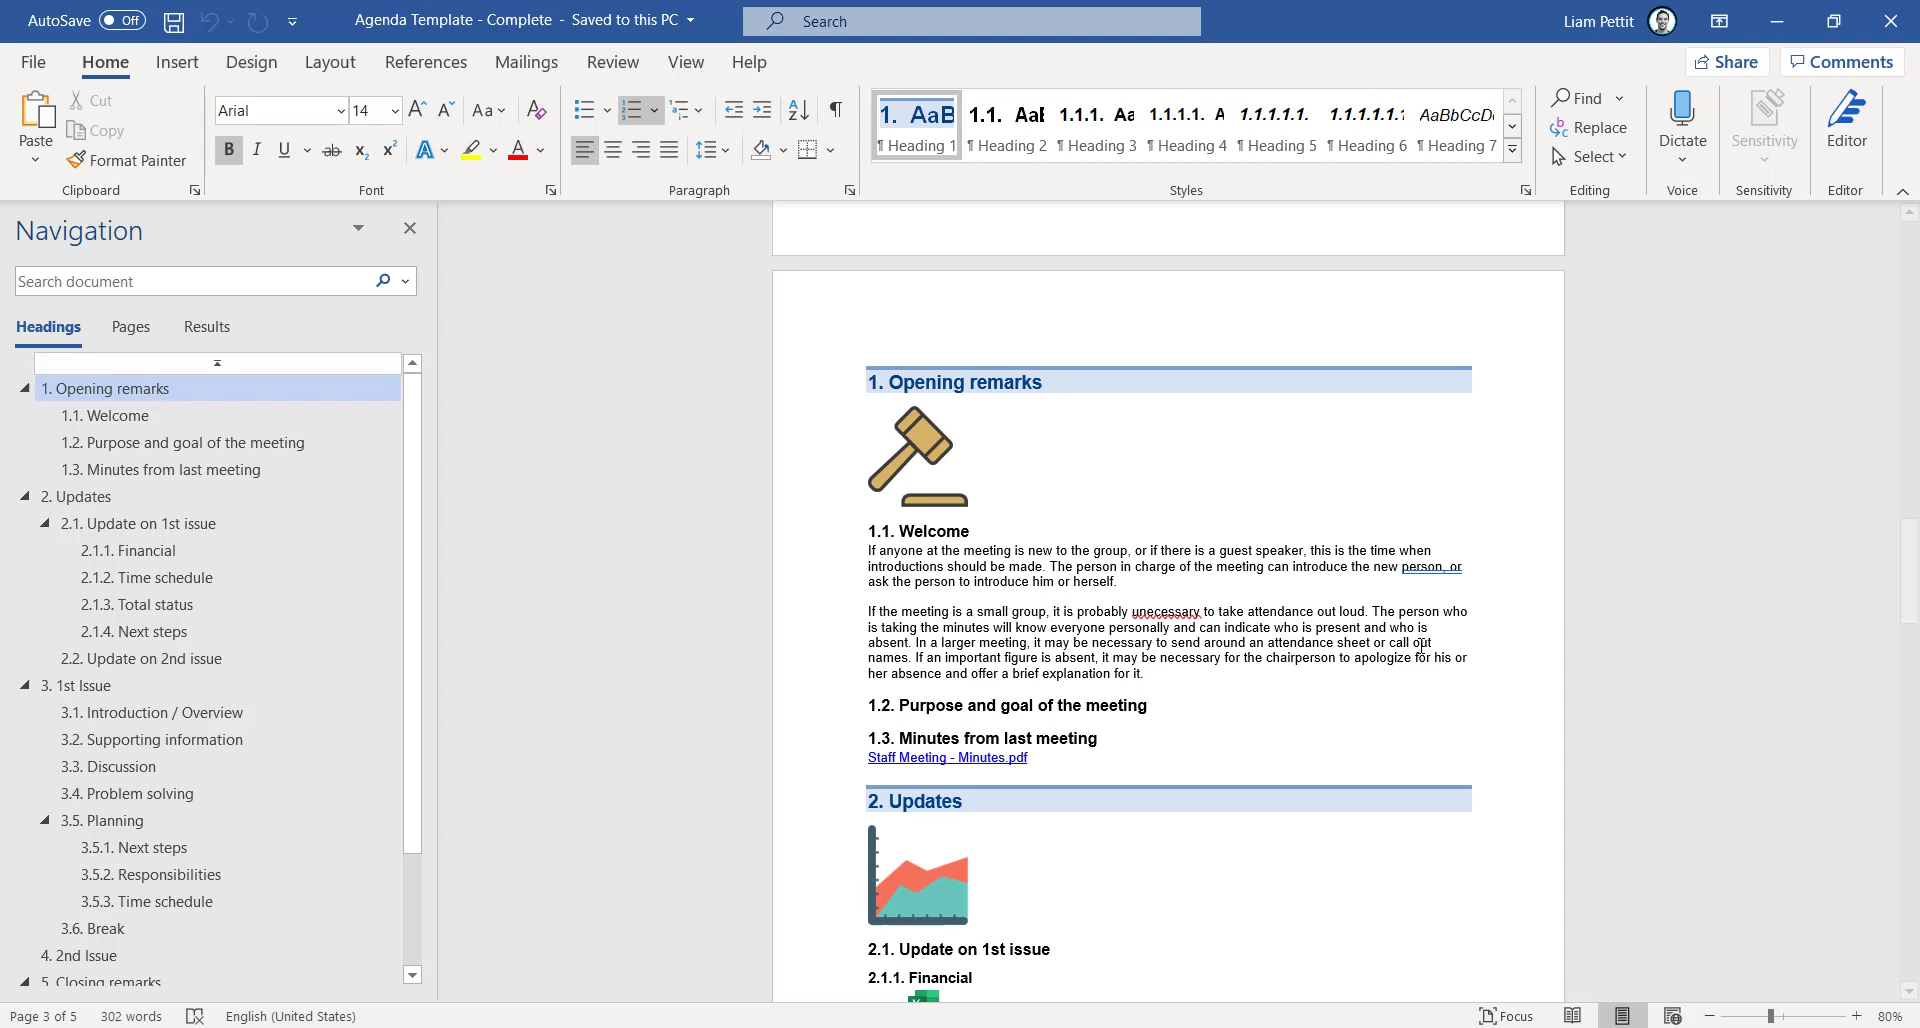 AutoSave Off
Agenda Template - Complete - Saved to this PC
Search
Liam Pettit
File Home Insert Design Layout References Mailings Review View Help
Share Comments
Paste
Cut
Copy
Format Painter
Clipboard
Arial 14
Aa
B I U ab x₂ x² A A
Font
Paragraph
1. AaB 1.1. AaB 1.1.1. Aa 1.1.1.1. A 1.1.1.1.1. 1.1.1.1.1.1 AaBbCcDc
¶ Heading 1 ¶ Heading 2 ¶ Heading 3 ¶ Heading 4 ¶ Heading 5 ¶ Heading 6 ¶ Heading 7
Styles
Find
Replace
Select
Editing
Dictate
Voice
Sensitivity
Sensitivity
Editor
Editor
Navigation
Search document
Headings Pages Results
1. Opening remarks
1.1. Welcome
1.2. Purpose and goal of the meeting
1.3. Minutes from last meeting
2. Updates
2.1. Update on 1st issue
2.1.1. Financial
2.1.2. Time schedule
2.1.3. Total status
2.1.4. Next steps
2.2. Update on 2nd issue
3. 1st Issue
3.1. Introduction / Overview
3.2. Supporting information
3.3. Discussion
3.4. Problem solving
3.5. Planning
3.5.1. Next steps
3.5.2. Responsibilities
3.5.3. Time schedule
3.6. Break
4. 2nd Issue
5. Closing remarks
1. Opening remarks
1.1. Welcome
If anyone at the meeting is new to the group, or if there is a guest speaker, this is the time when
introductions should be made. The person in charge of the meeting can introduce the new person, or
ask the person to introduce him or herself.
If the meeting is a small group, it is probably unecessary to take attendance out loud. The person who
is taking the minutes will know everyone personally and can indicate who is present and who is
absent. In a larger meeting, it may be necessary to send around an attendance sheet or call out
names. If an important figure is absent, it may be necessary for the chairperson to apologize for his or
her absence and offer a brief explanation for it.
1.2. Purpose and goal of the meeting
1.3. Minutes from last meeting
Staff Meeting - Minutes.pdf
2. Updates
2.1. Update on 1st issue
2.1.1. Financial
Page 3 of 5 302 words English (United States)
Focus 80%